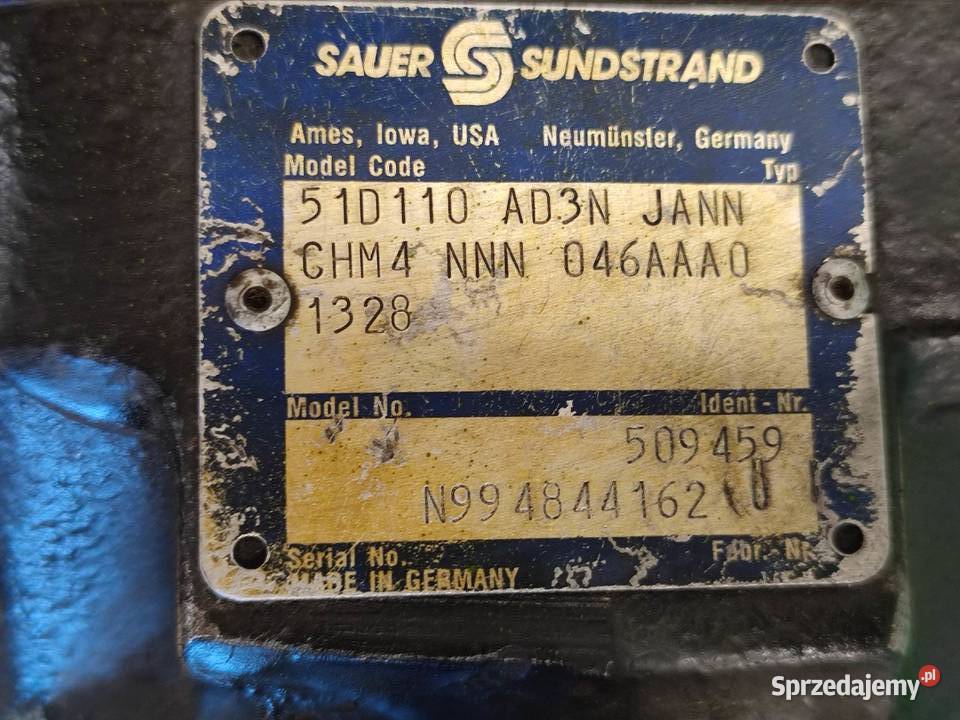 SAUER SUNDSTRAND
Ames, Iowa, USA Neumünster, Germany
Model Code Typ
51D110 AD3N JANN
CHM4 NNN 046AAA0
1328
Model No. Ident-Nr.
509459
N994844162
Serial No. Fabr. Nr.
MADE IN GERMANY
Sprzedajemy.pl